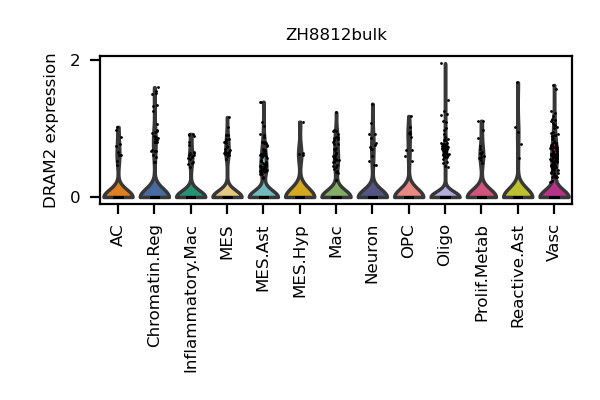 ZH8812bulk
DRAM2 expression
2
0
AC
Chromatin.Reg
Inflammatory.Mac
MES
MES.Ast
MES.Hyp
Mac
Neuron
OPC
Oligo
Prolif.Metab
Reactive.Ast
Vasc